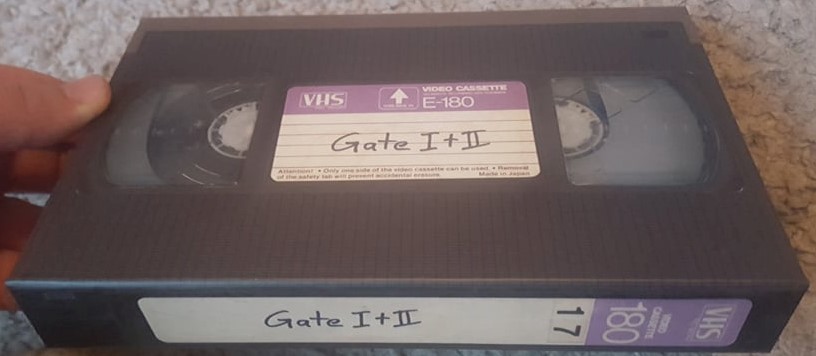 VHS
VIDEO CASSETTE
E-180
Gate I+II
Attention! • Only one side of the video cassette can be used. • Removal
of the safety tab will prevent accidental erasure. Made in Japan
Gate I+II
17
VIDEO
CASSETTE
180
VHS